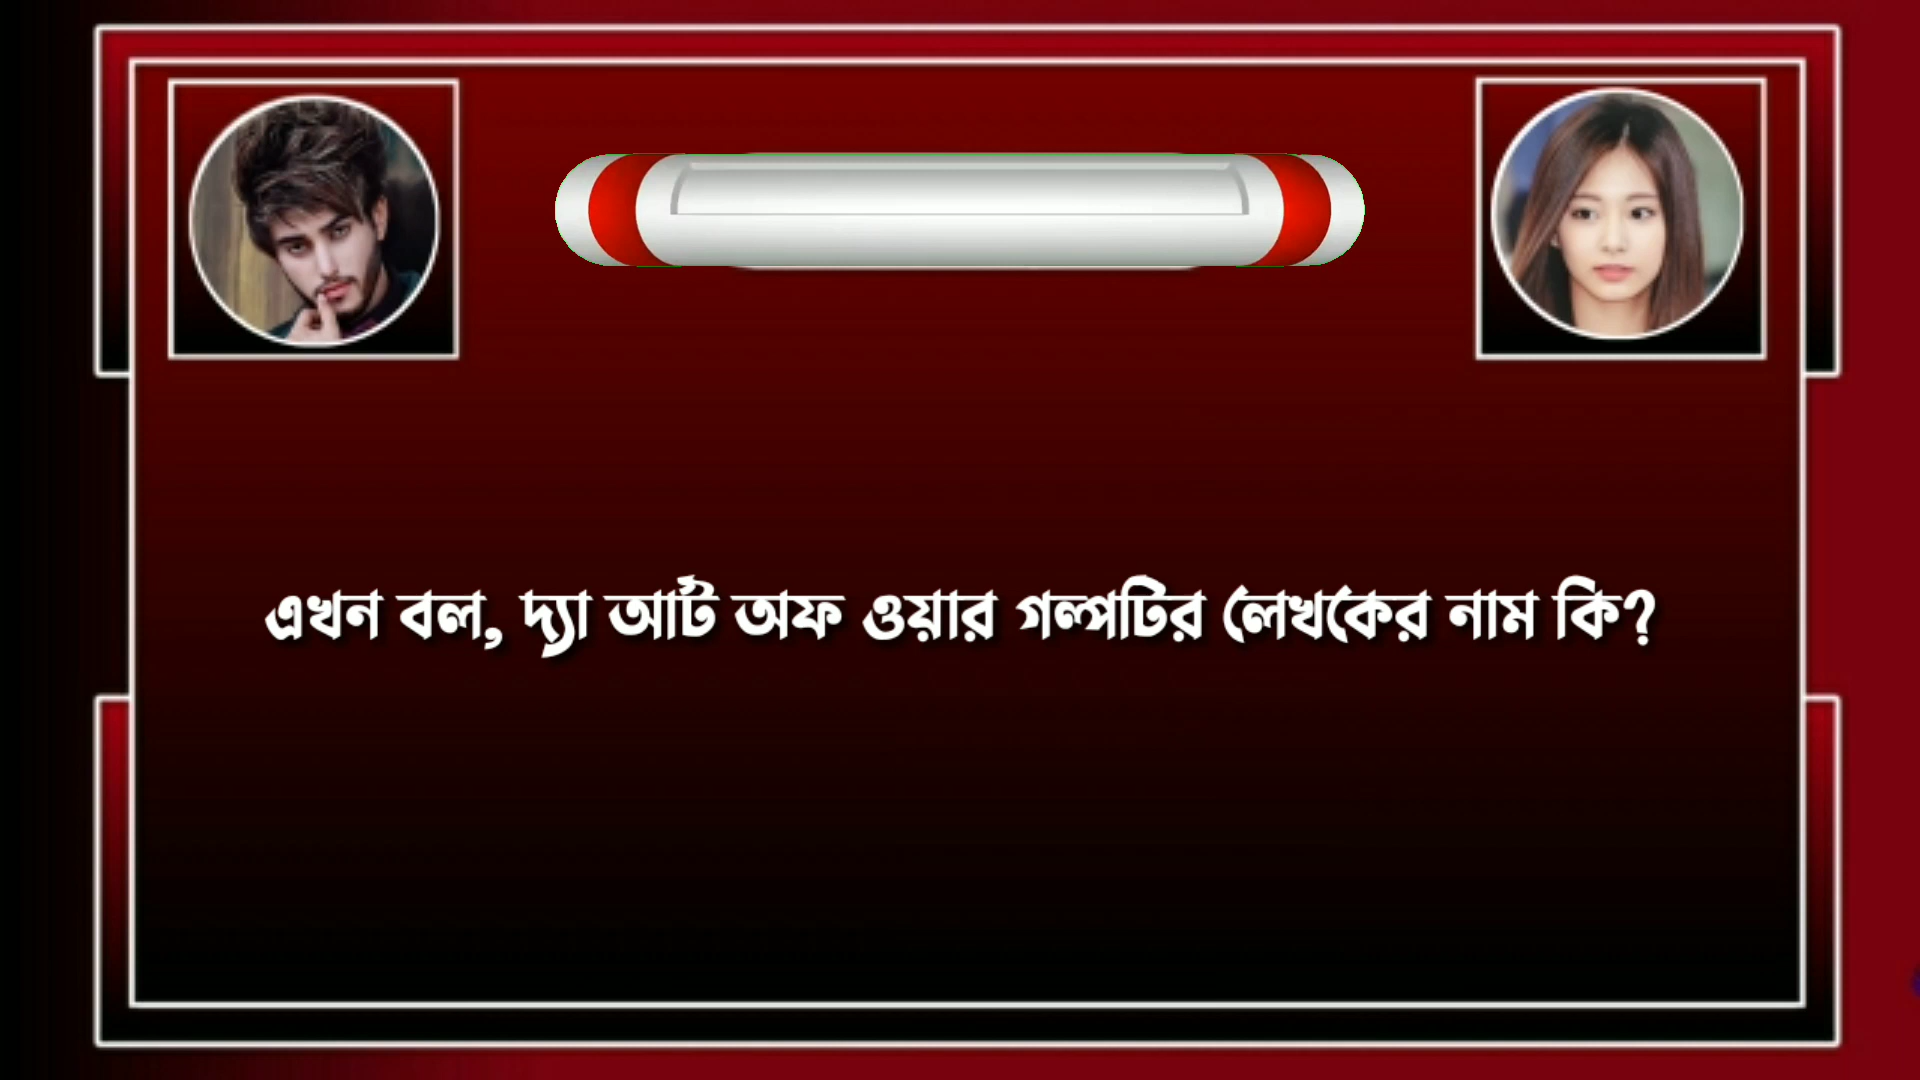 এখন বল, দ্যা আর্ট অফ ওয়ার গল্পটির লেখকের নাম কি?